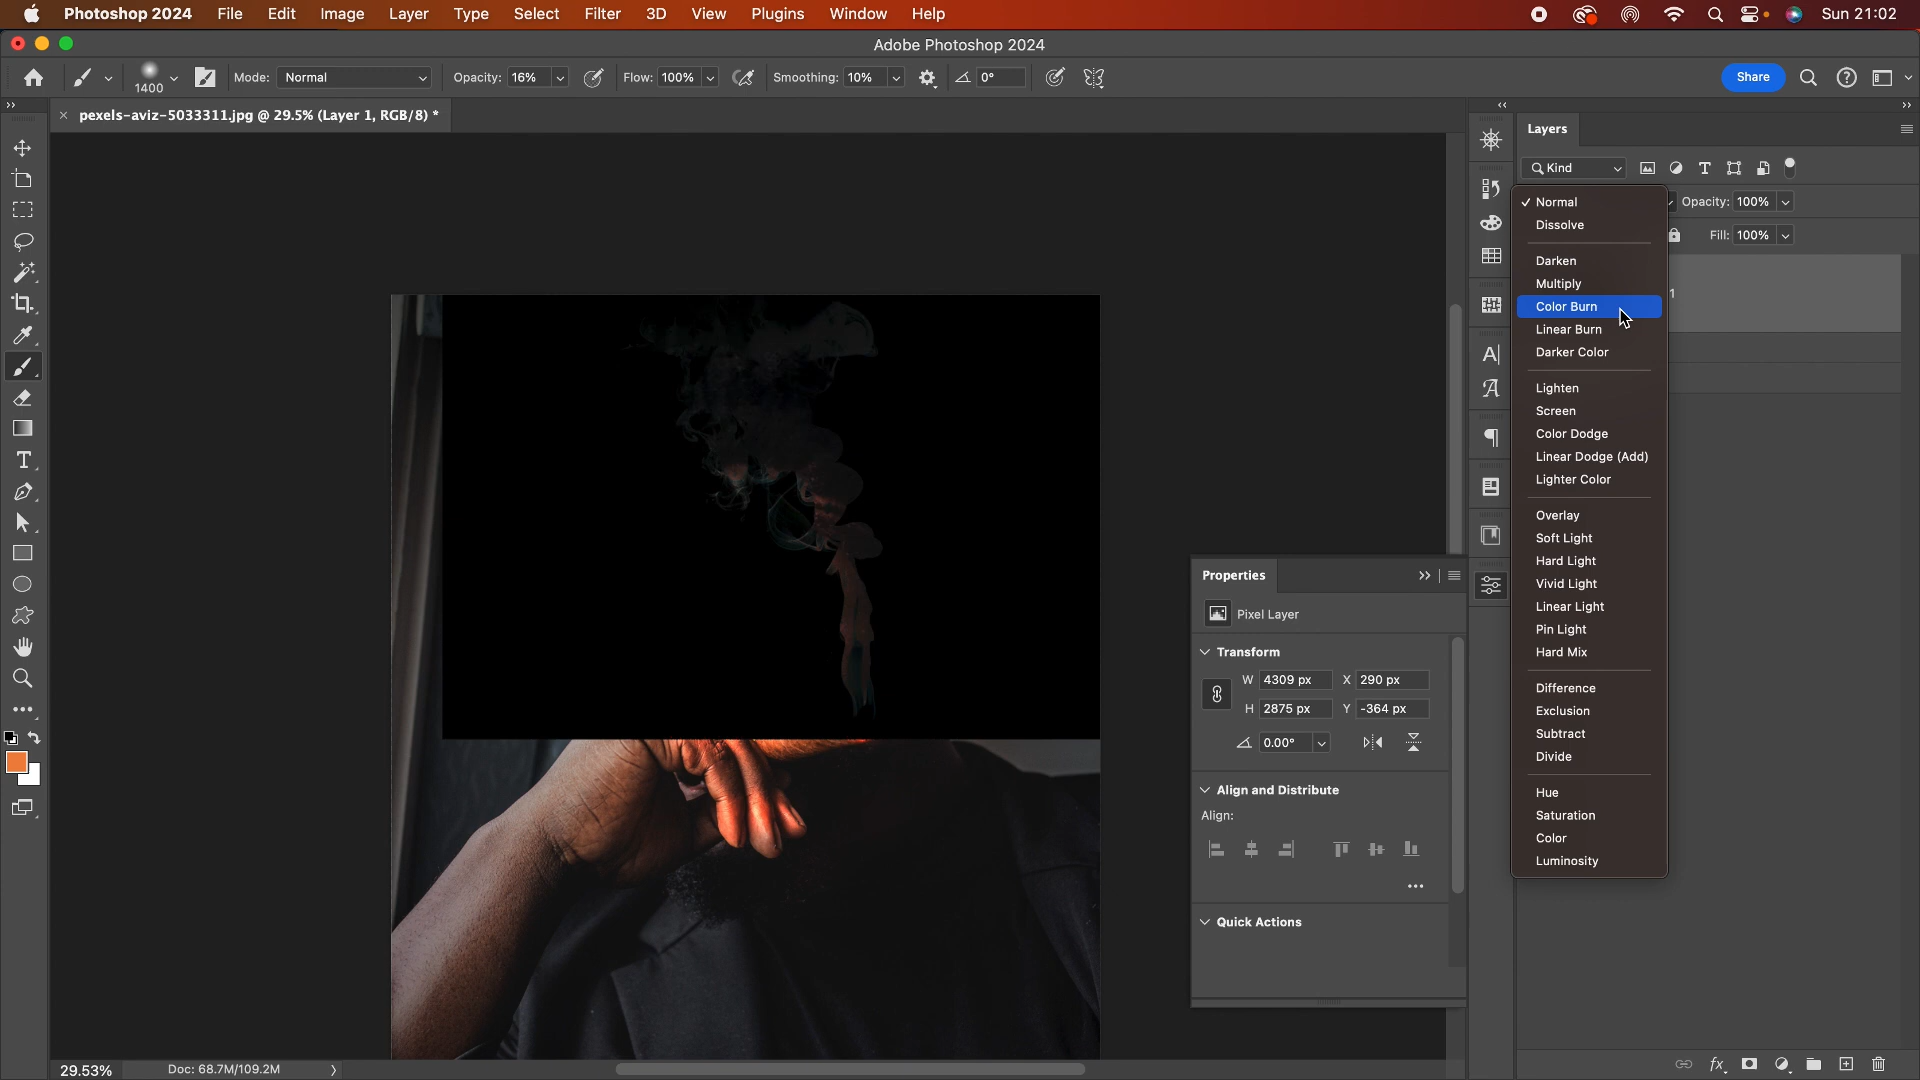 Photoshop 2024 File Edit Image Layer Type Select Filter 3D View Plugins Window Help Sun 21:02
Adobe Photoshop 2024
1400 Mode: Normal Opacity: 16% Flow: 100% Smoothing: 10% 0° Share
pexels-aviz-5033311.jpg @ 29.5% (Layer 1, RGB/8) *
Layers
Kind
Normal
Opacity: 100%
Dissolve
Fill: 100%
Darken
Multiply
1
Color Burn
Linear Burn
Darker Color
Lighten
Screen
Color Dodge
Linear Dodge (Add)
Lighter Color
Overlay
Soft Light
Hard Light
Vivid Light
Linear Light
Pin Light
Hard Mix
Difference
Exclusion
Subtract
Divide
Hue
Saturation
Color
Luminosity
Properties
Pixel Layer
Transform
W 4309 px X 290 px
H 2875 px Y -364 px
0.00°
Align and Distribute
Align:
Quick Actions
29.53% Doc: 68.7M/109.2M